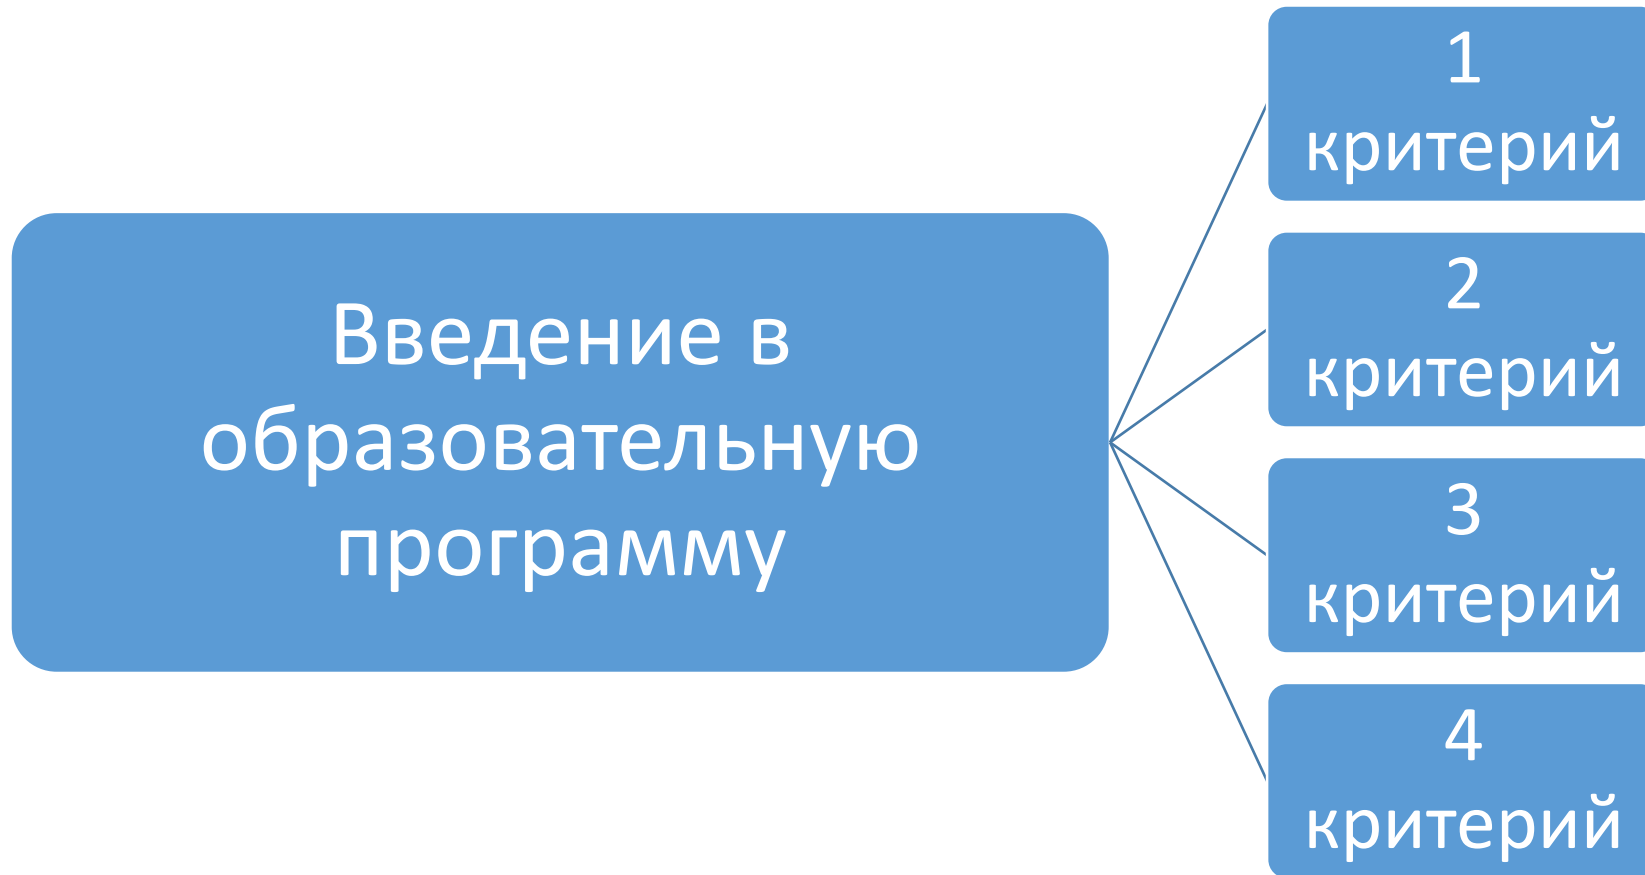 Введение в
образовательную
программу
1
критерий
2
критерий
3
критерий
4
критерий